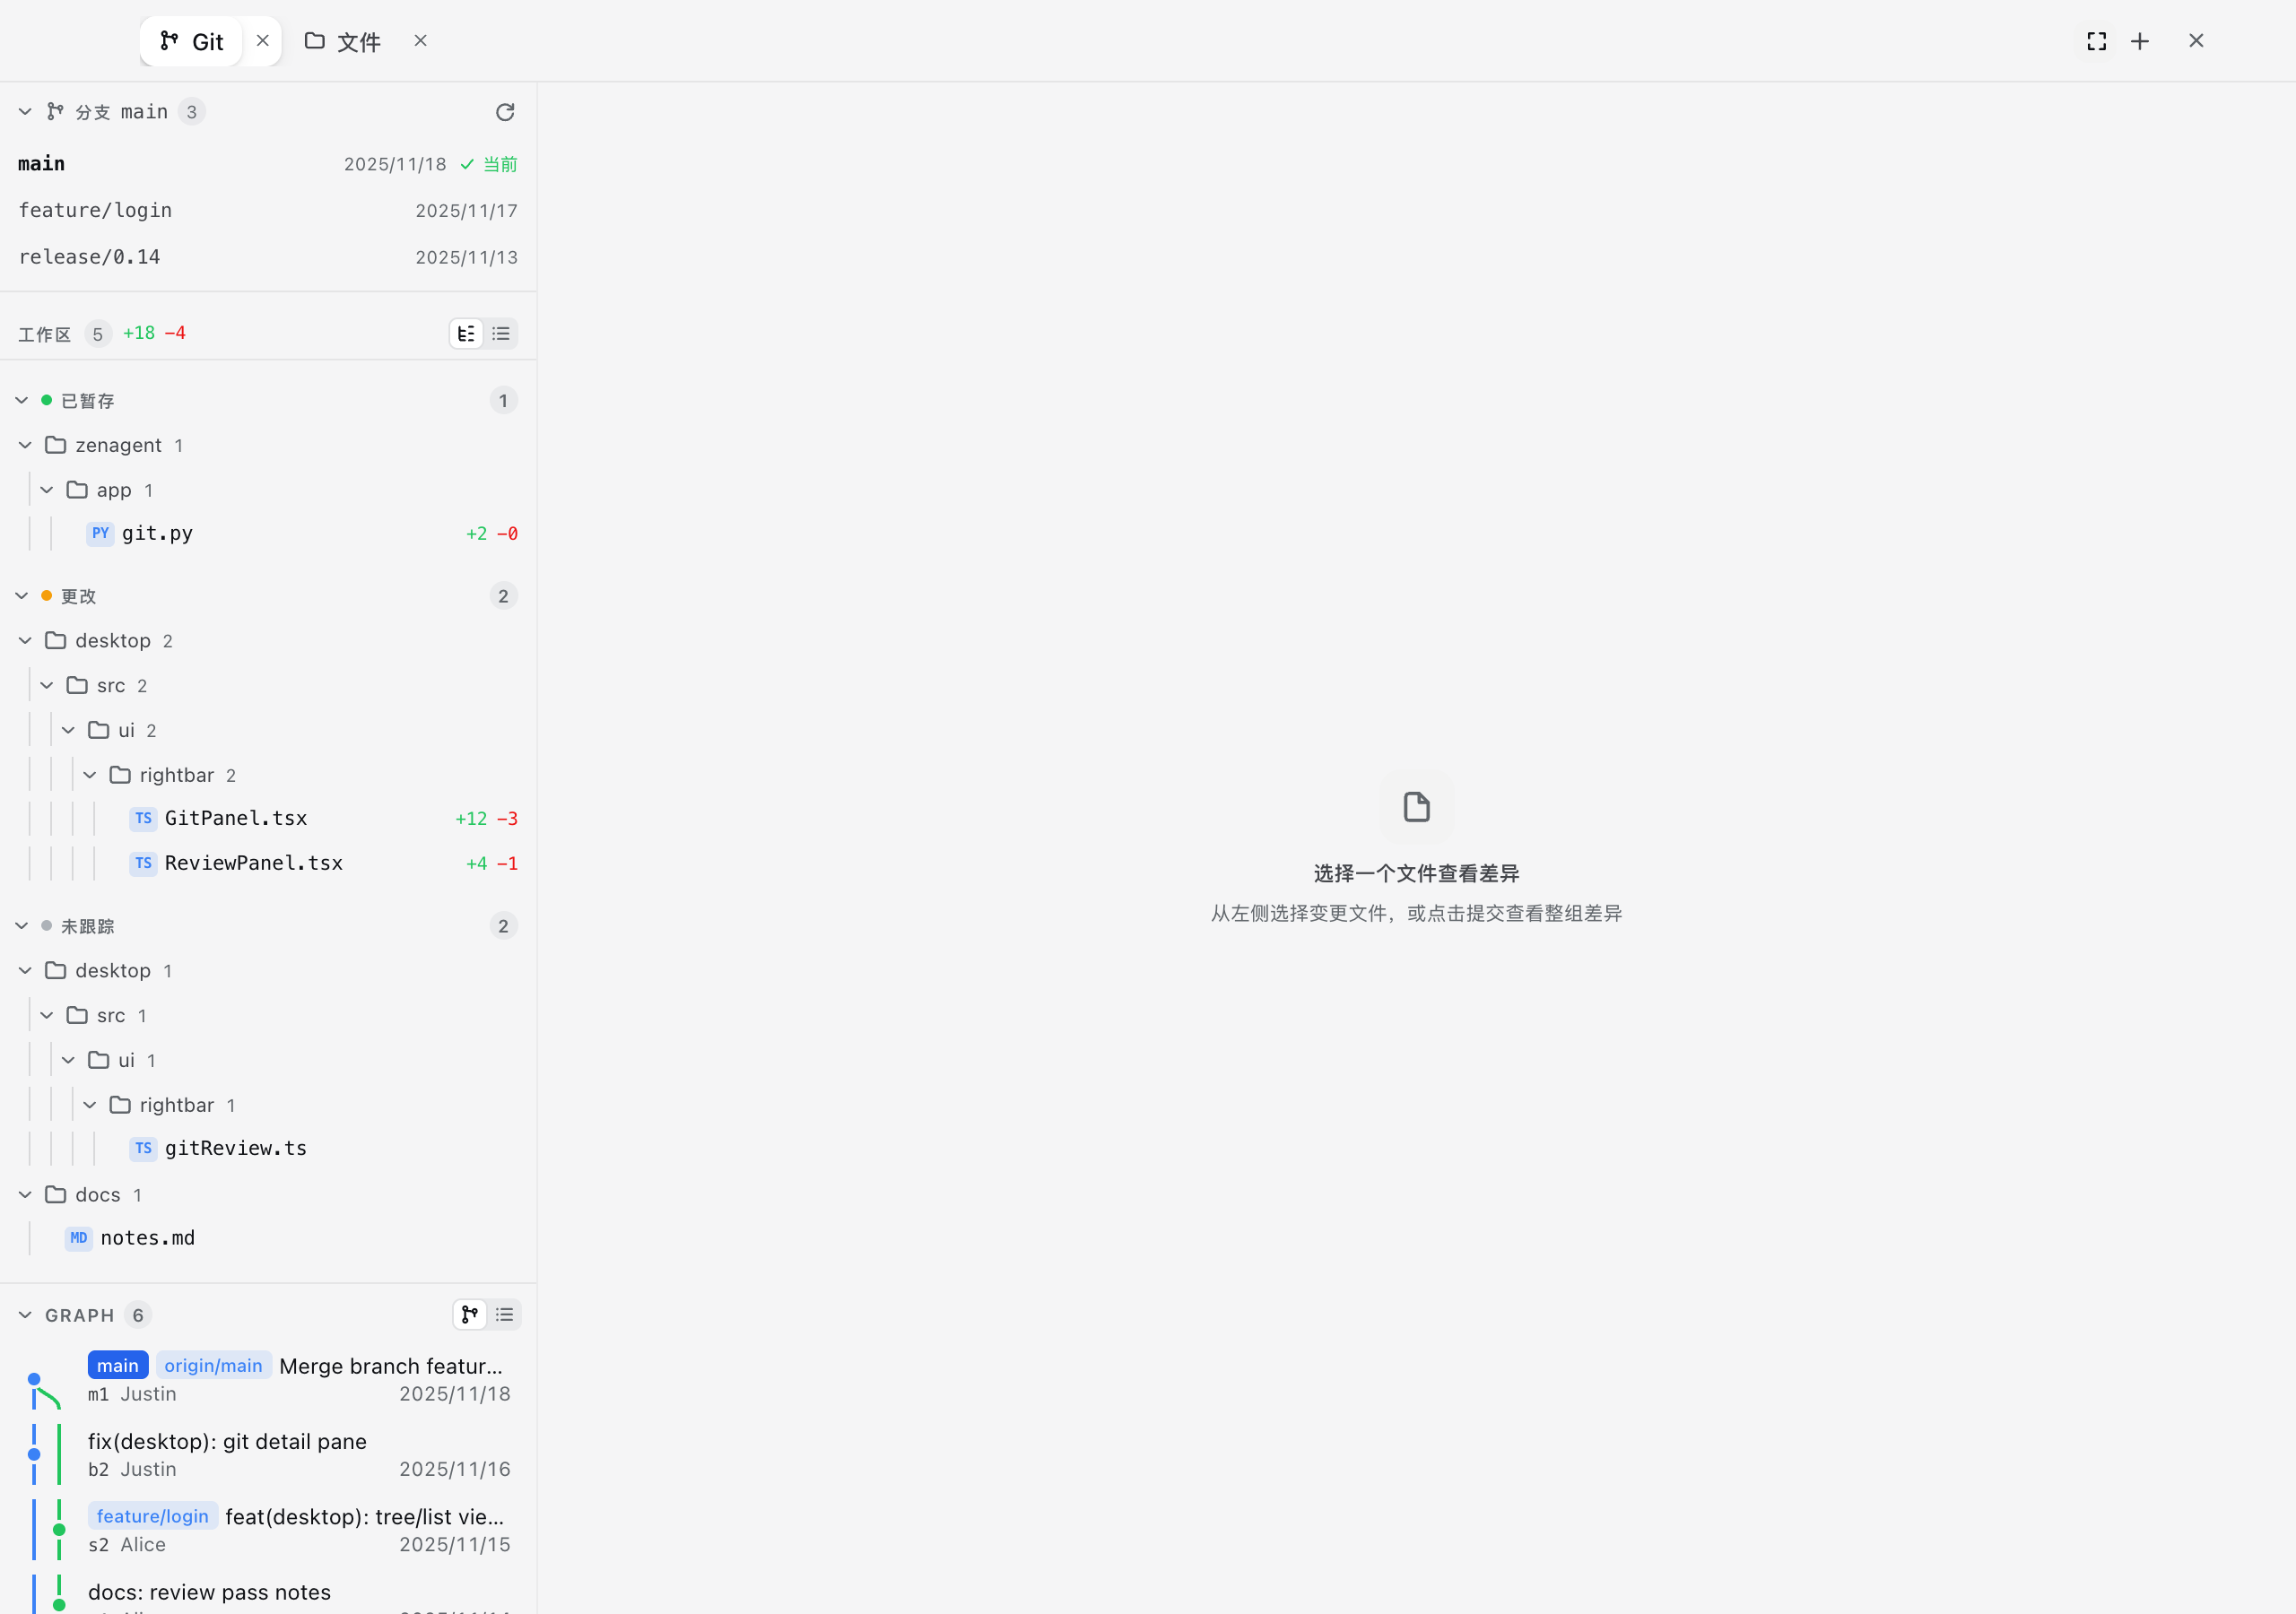 Git
文件
分支 main 3
main 2025/11/18 当前
feature/login 2025/11/17
release/0.14 2025/11/13
工作区 5 +18 −4
已暂存 1
zenagent 1
app 1
PY git.py +2 −0
更改 2
desktop 2
src 2
ui 2
rightbar 2
TS GitPanel.tsx +12 −3
TS ReviewPanel.tsx +4 −1
未跟踪 2
desktop 1
src 1
ui 1
rightbar 1
TS gitReview.ts
docs 1
MD notes.md
GRAPH 6
main origin/main Merge branch featur...
m1 Justin 2025/11/18
fix(desktop): git detail pane
b2 Justin 2025/11/16
feature/login feat(desktop): tree/list vie...
s2 Alice 2025/11/15
docs: review pass notes
选择一个文件查看差异
从左侧选择变更文件，或点击提交查看整组差异